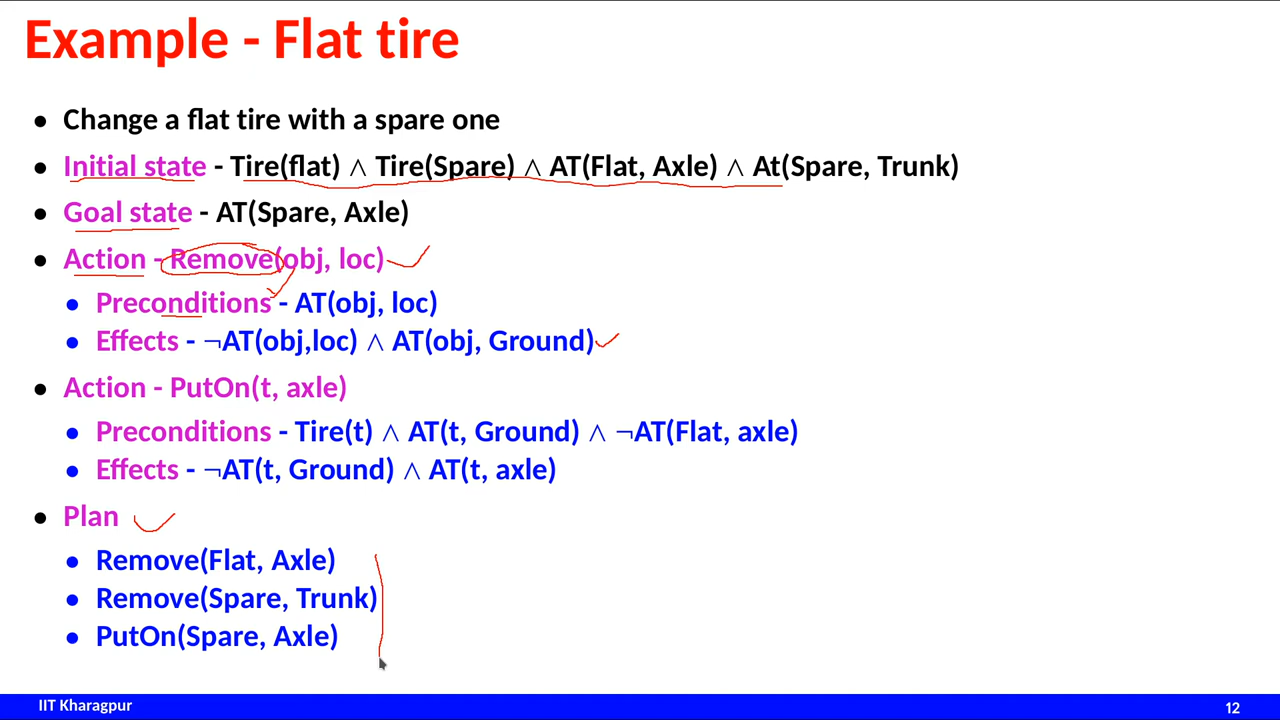 Example - Flat tire
• Change a flat tire with a spare one
• Initial state - Tire(flat) ∧ Tire(Spare) ∧ AT(Flat, Axle) ∧ At(Spare, Trunk)
• Goal state - AT(Spare, Axle)
• Action - Remove(obj, loc)
• Preconditions - AT(obj, loc)
• Effects - ¬AT(obj,loc) ∧ AT(obj, Ground)
• Action - PutOn(t, axle)
• Preconditions - Tire(t) ∧ AT(t, Ground) ∧ ¬AT(Flat, axle)
• Effects - ¬AT(t, Ground) ∧ AT(t, axle)
• Plan
• Remove(Flat, Axle)
• Remove(Spare, Trunk)
• PutOn(Spare, Axle)
IIT Kharagpur
12